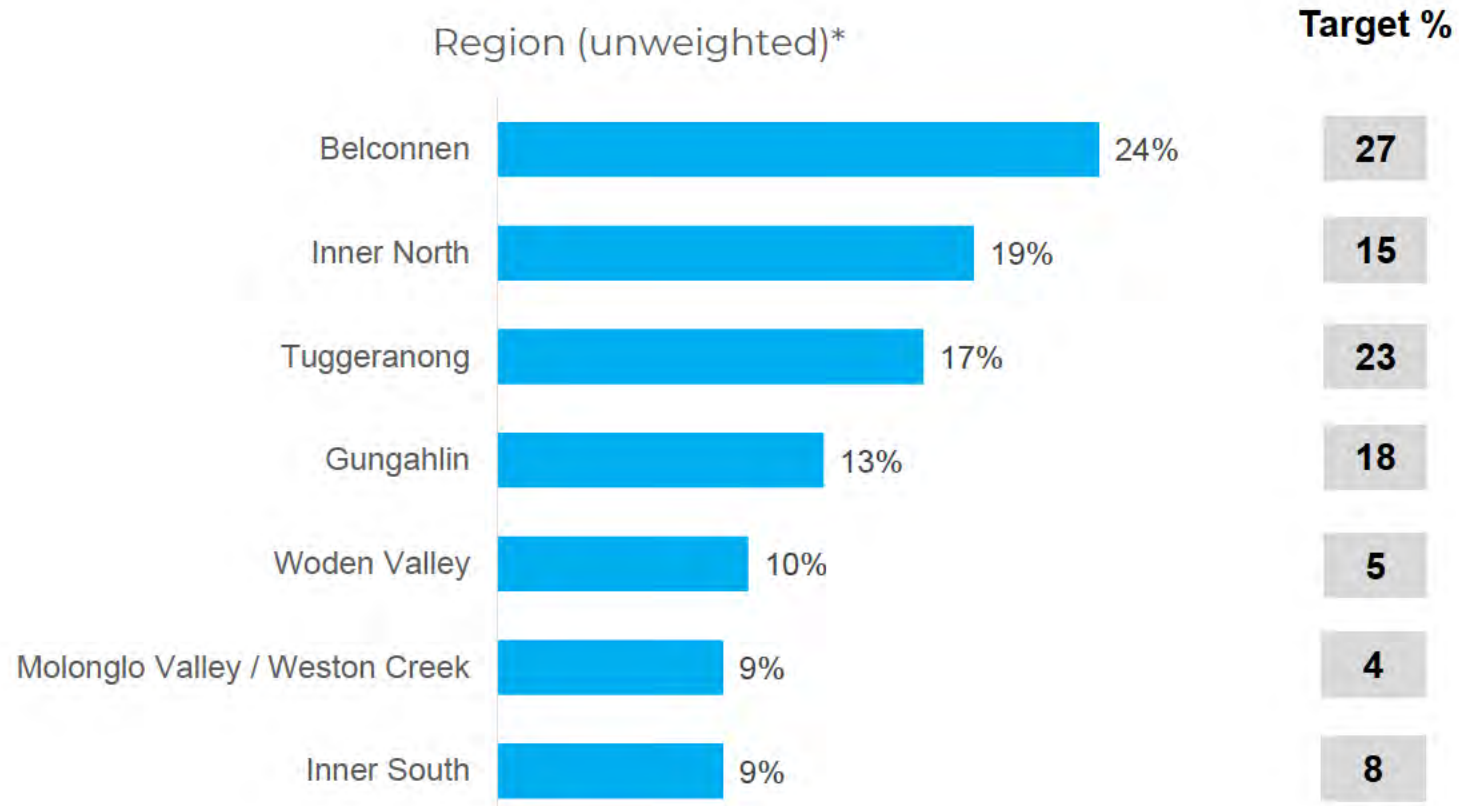 Region (unweighted)*
Target %
Belconnen 24% 27
Inner North 19% 15
Tuggeranong 17% 23
Gungahlin 13% 18
Woden Valley 10% 5
Molonglo Valley / Weston Creek 9% 4
Inner South 9% 8